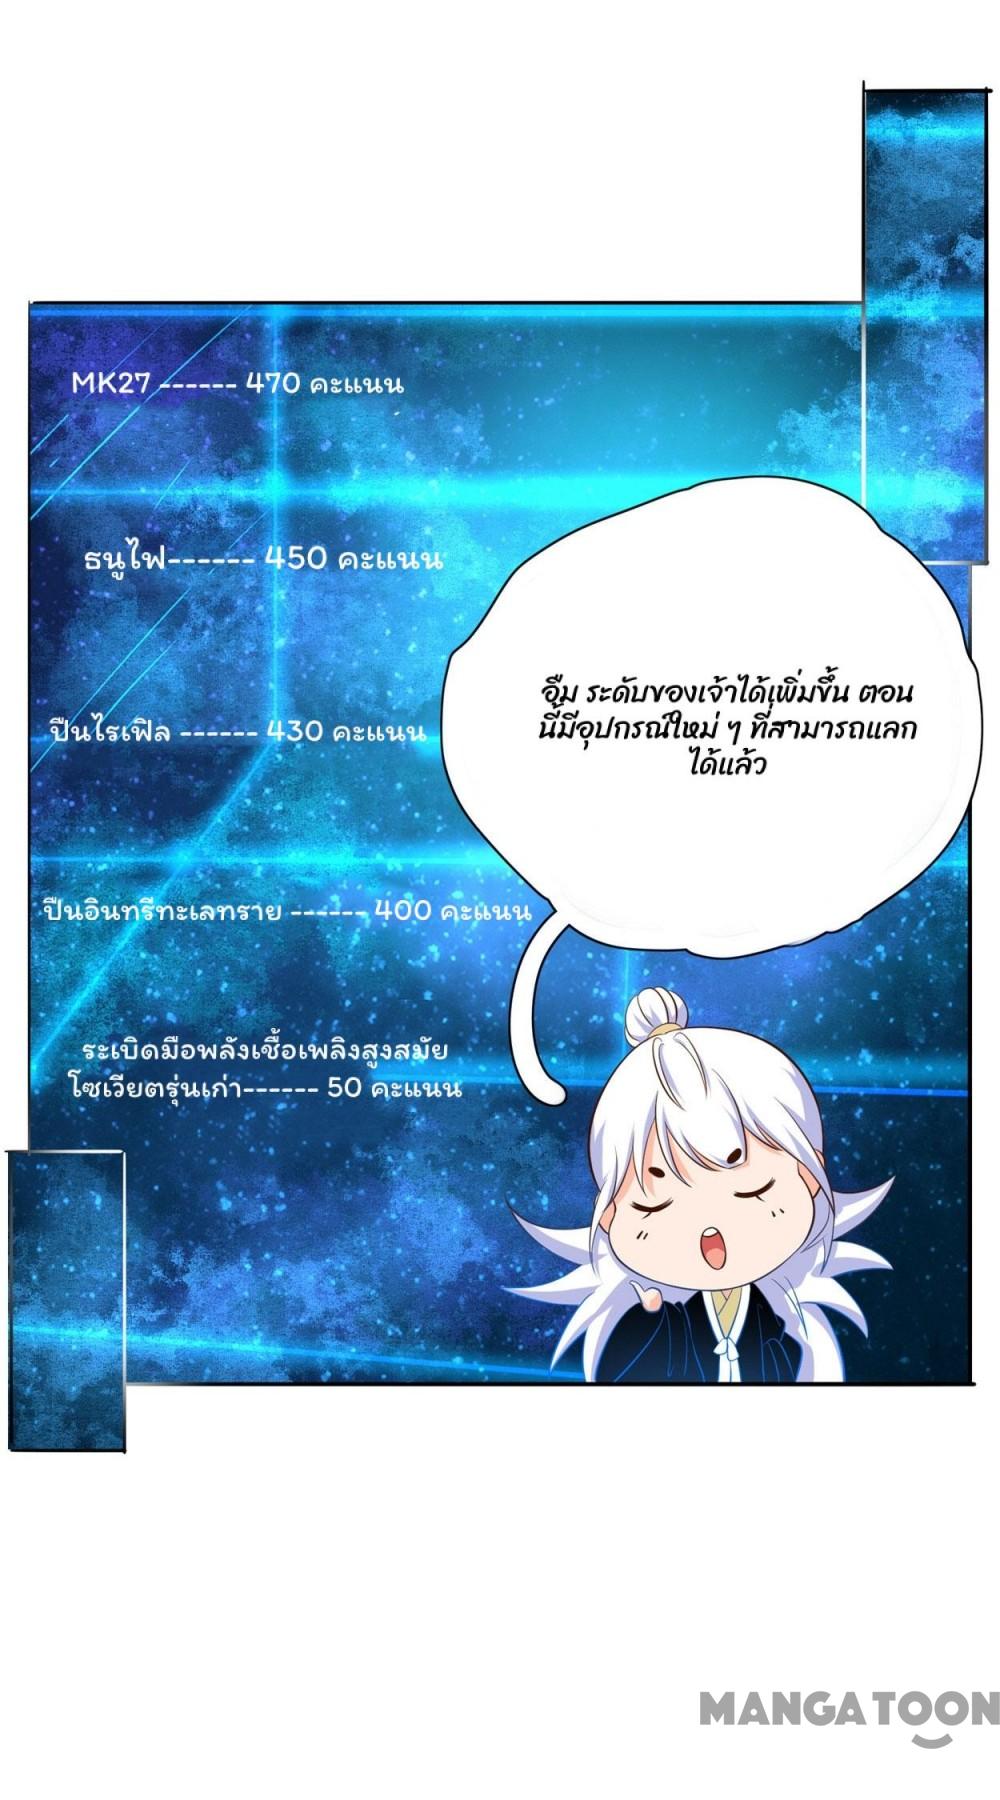 MK27 ------ 470 คะแนน
ธนูไฟ------ 450 คะแนน
อืม ระดับของเจ้าได้เพิ่มขึ้น ตอน
นี้มีอุปกรณ์ใหม่ ๆ ที่สามารถแลก
ได้แล้ว
ปืนไรเฟิล ------ 430 คะแนน
ปืนอินทรีทะเลทราย ------ 400 คะแนน
ระเบิดมือพลังเชื้อเพลิงสูงสมัย
โซเวียตรุ่นเก่า------ 50 คะแนน
MANGATOON